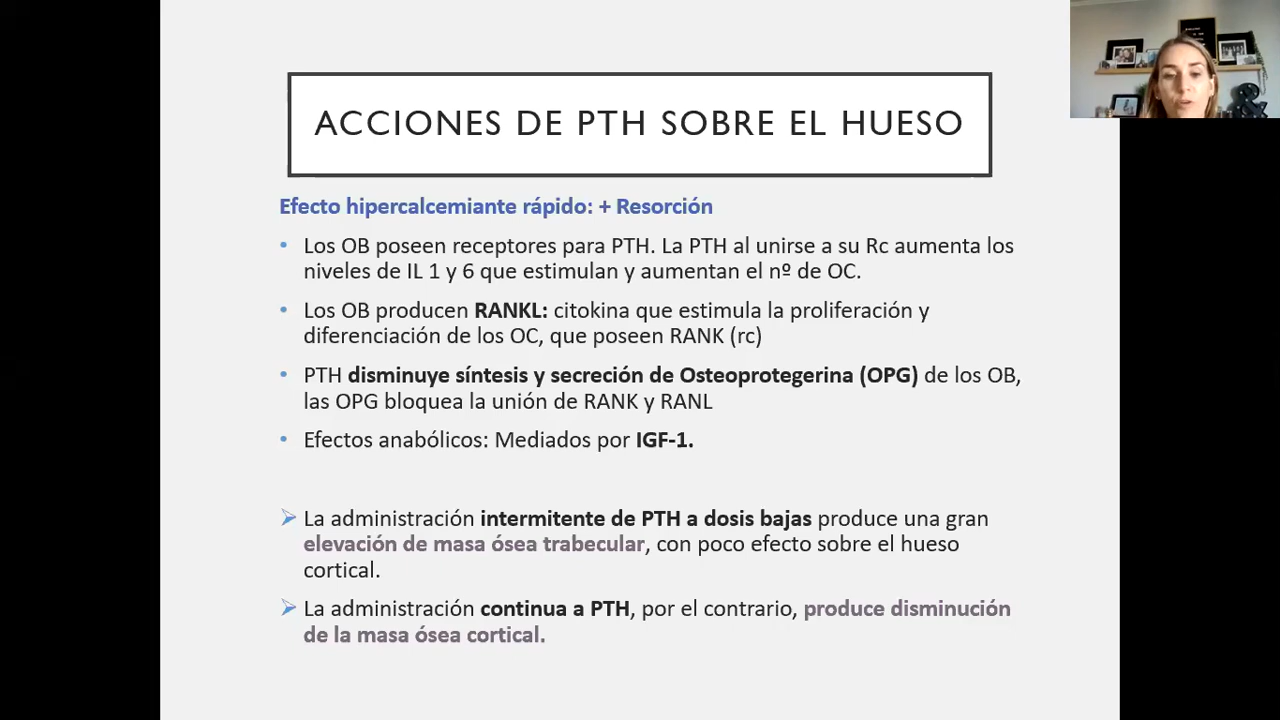 ACCIONES DE PTH SOBRE EL HUESO
Efecto hipercalcemiante rápido: + Resorción
• Los OB poseen receptores para PTH. La PTH al unirse a su Rc aumenta los
niveles de IL 1 y 6 que estimulan y aumentan el nº de OC.
• Los OB producen RANKL: citokina que estimula la proliferación y
diferenciación de los OC, que poseen RANK (rc)
• PTH disminuye síntesis y secreción de Osteoprotegerina (OPG) de los OB,
las OPG bloquea la unión de RANK y RANL
• Efectos anabólicos: Mediados por IGF-1.
➢ La administración intermitente de PTH a dosis bajas produce una gran
elevación de masa ósea trabecular, con poco efecto sobre el hueso
cortical.
➢ La administración continua a PTH, por el contrario, produce disminución
de la masa ósea cortical.